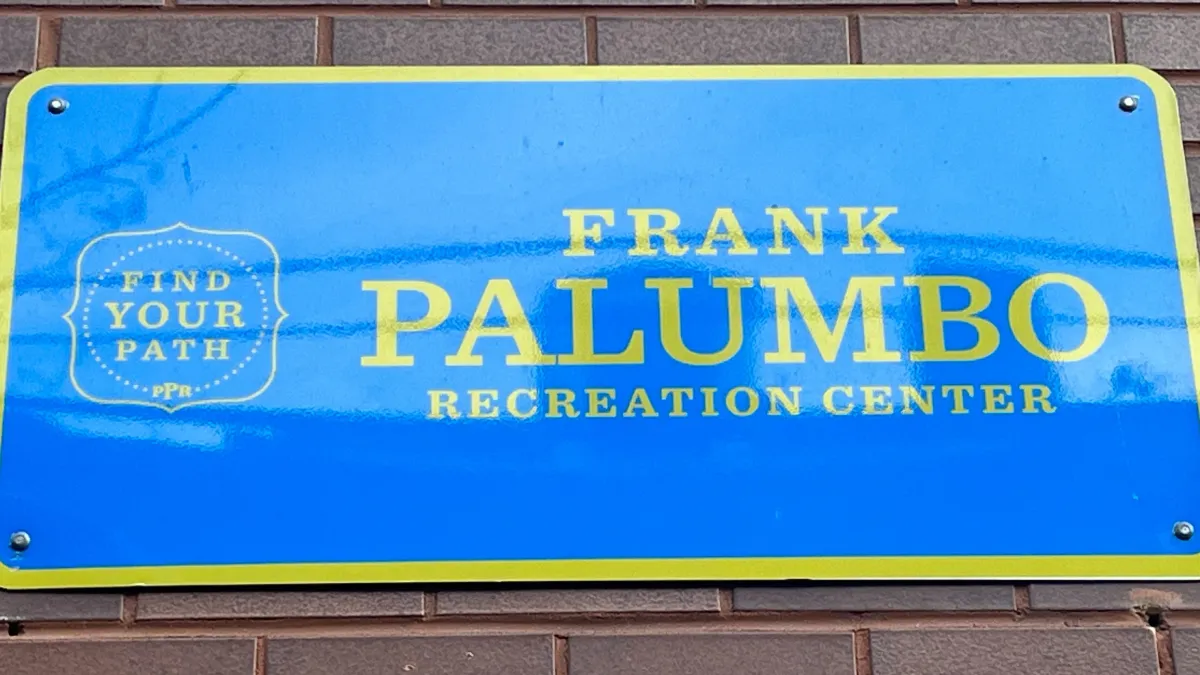 FIND
YOUR
PATH
PPR
FRANK
PALUMBO
RECREATION CENTER